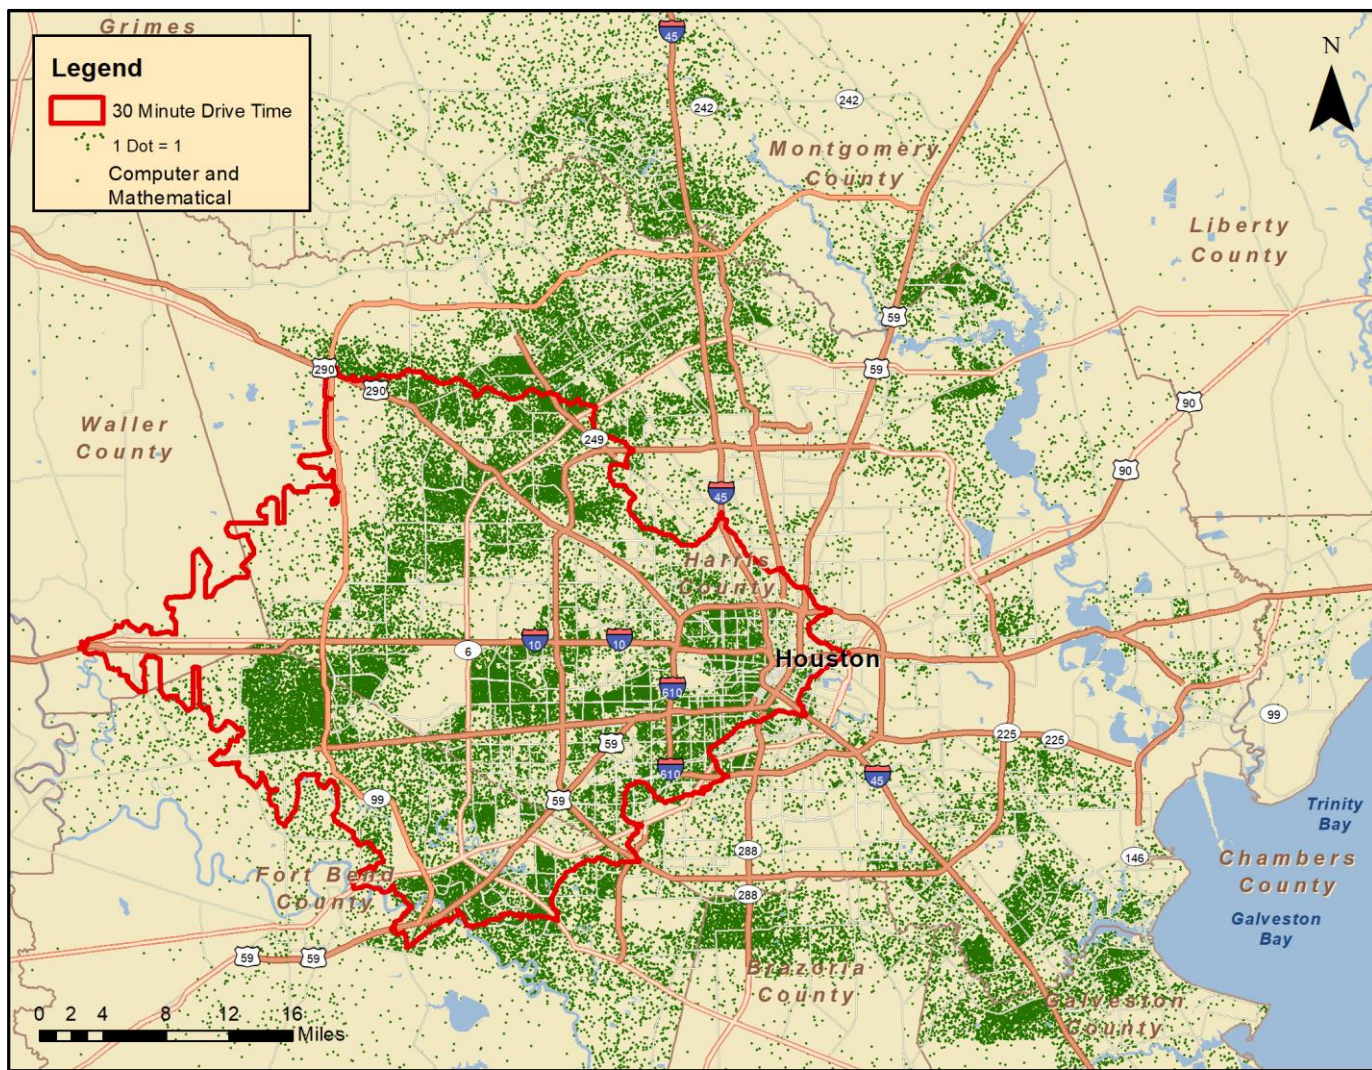 Grimes
Legend
30 Minute Drive Time
1 Dot = 1
Computer and
Mathematical
N
45
242
242
Montgomery
County
Liberty
County
59
290
290
59
90
Waller
County
249
90
45
Harris
County
6
10
10
Houston
610
99
59
225
225
610
45
99
59
Trinity
Bay
288
146
Chambers
County
Fort Bend
County
288
Galveston
Bay
59
59
Brazoria
County
Galveston
County
0 2 4 8 12 16
Miles